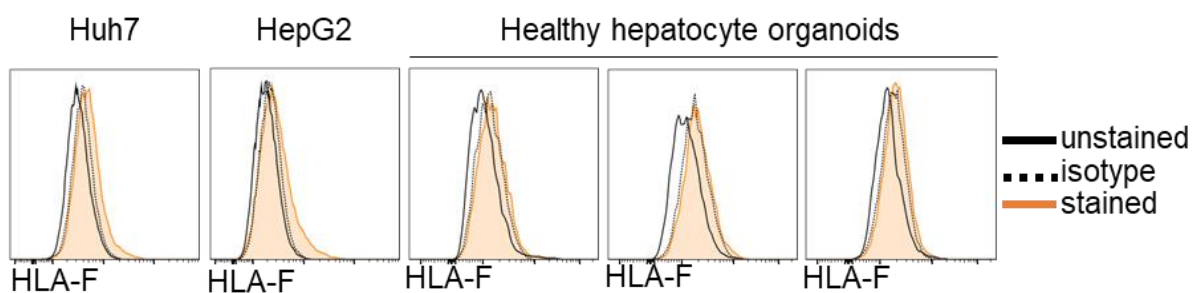 Huh7
HepG2
Healthy hepatocyte organoids
HLA-F
HLA-F
HLA-F
HLA-F
HLA-F
unstained
isotype
stained